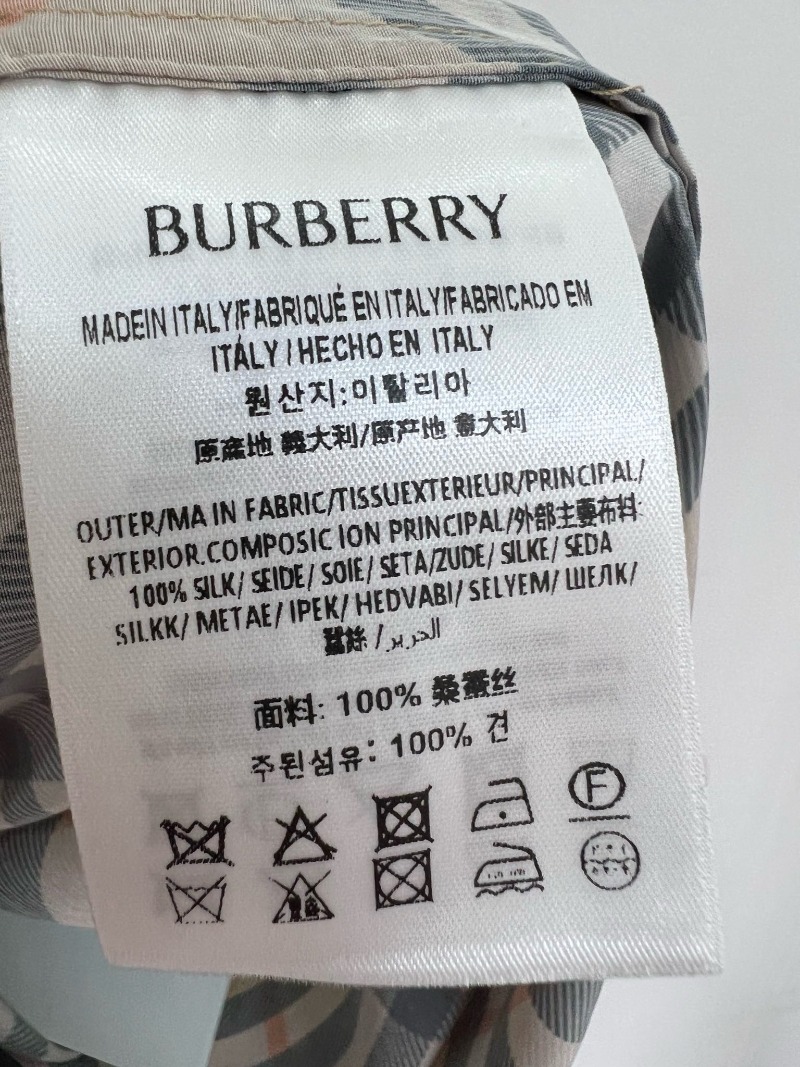 BURBERRY
MADEIN ITALY/FABRIQUÉ EN ITALY/FABRICADO EM
ITÁLY / HECHO EN ITALY
원산지:이탈리아
原産地 義大利/原产地 意大利
OUTER/MA IN FABRIC/TISSUEXTERIEUR/PRINCIPAL/
EXTERIOR.COMPOSIC ION PRINCIPAL/外部主要布料:
100% SILK/ SEIDE/ SOIE/ SETA/ZUDE/ SILKE/ SEDA
SILKK/ METAE/ IPEK/ HEDVABI/ SELYEM/ ШЕЛК/
蠶絲/الحرير
面料: 100% 桑蚕丝
주된섬유: 100% 견
F